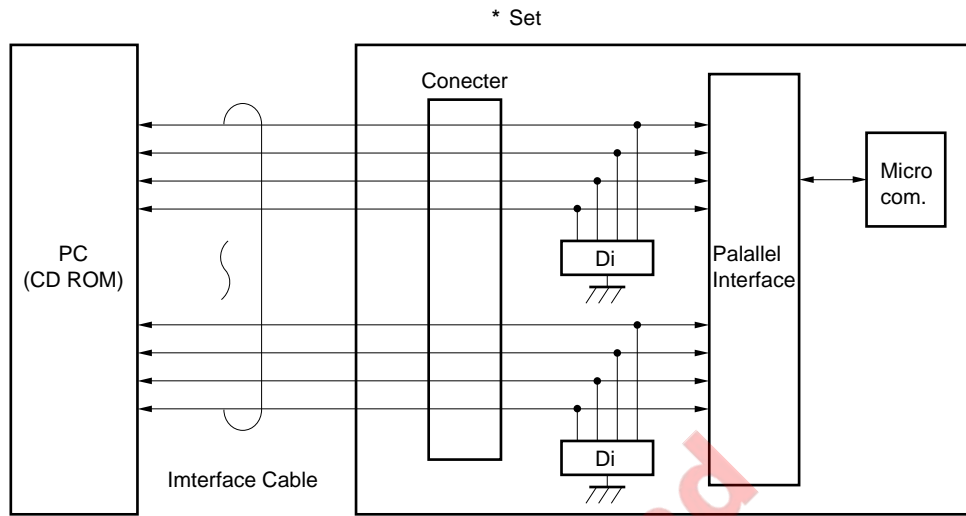 * Set
Conecter
PC
(CD ROM)
Di
Palallel
Interface
Micro
com.
Di
Imterface Cable